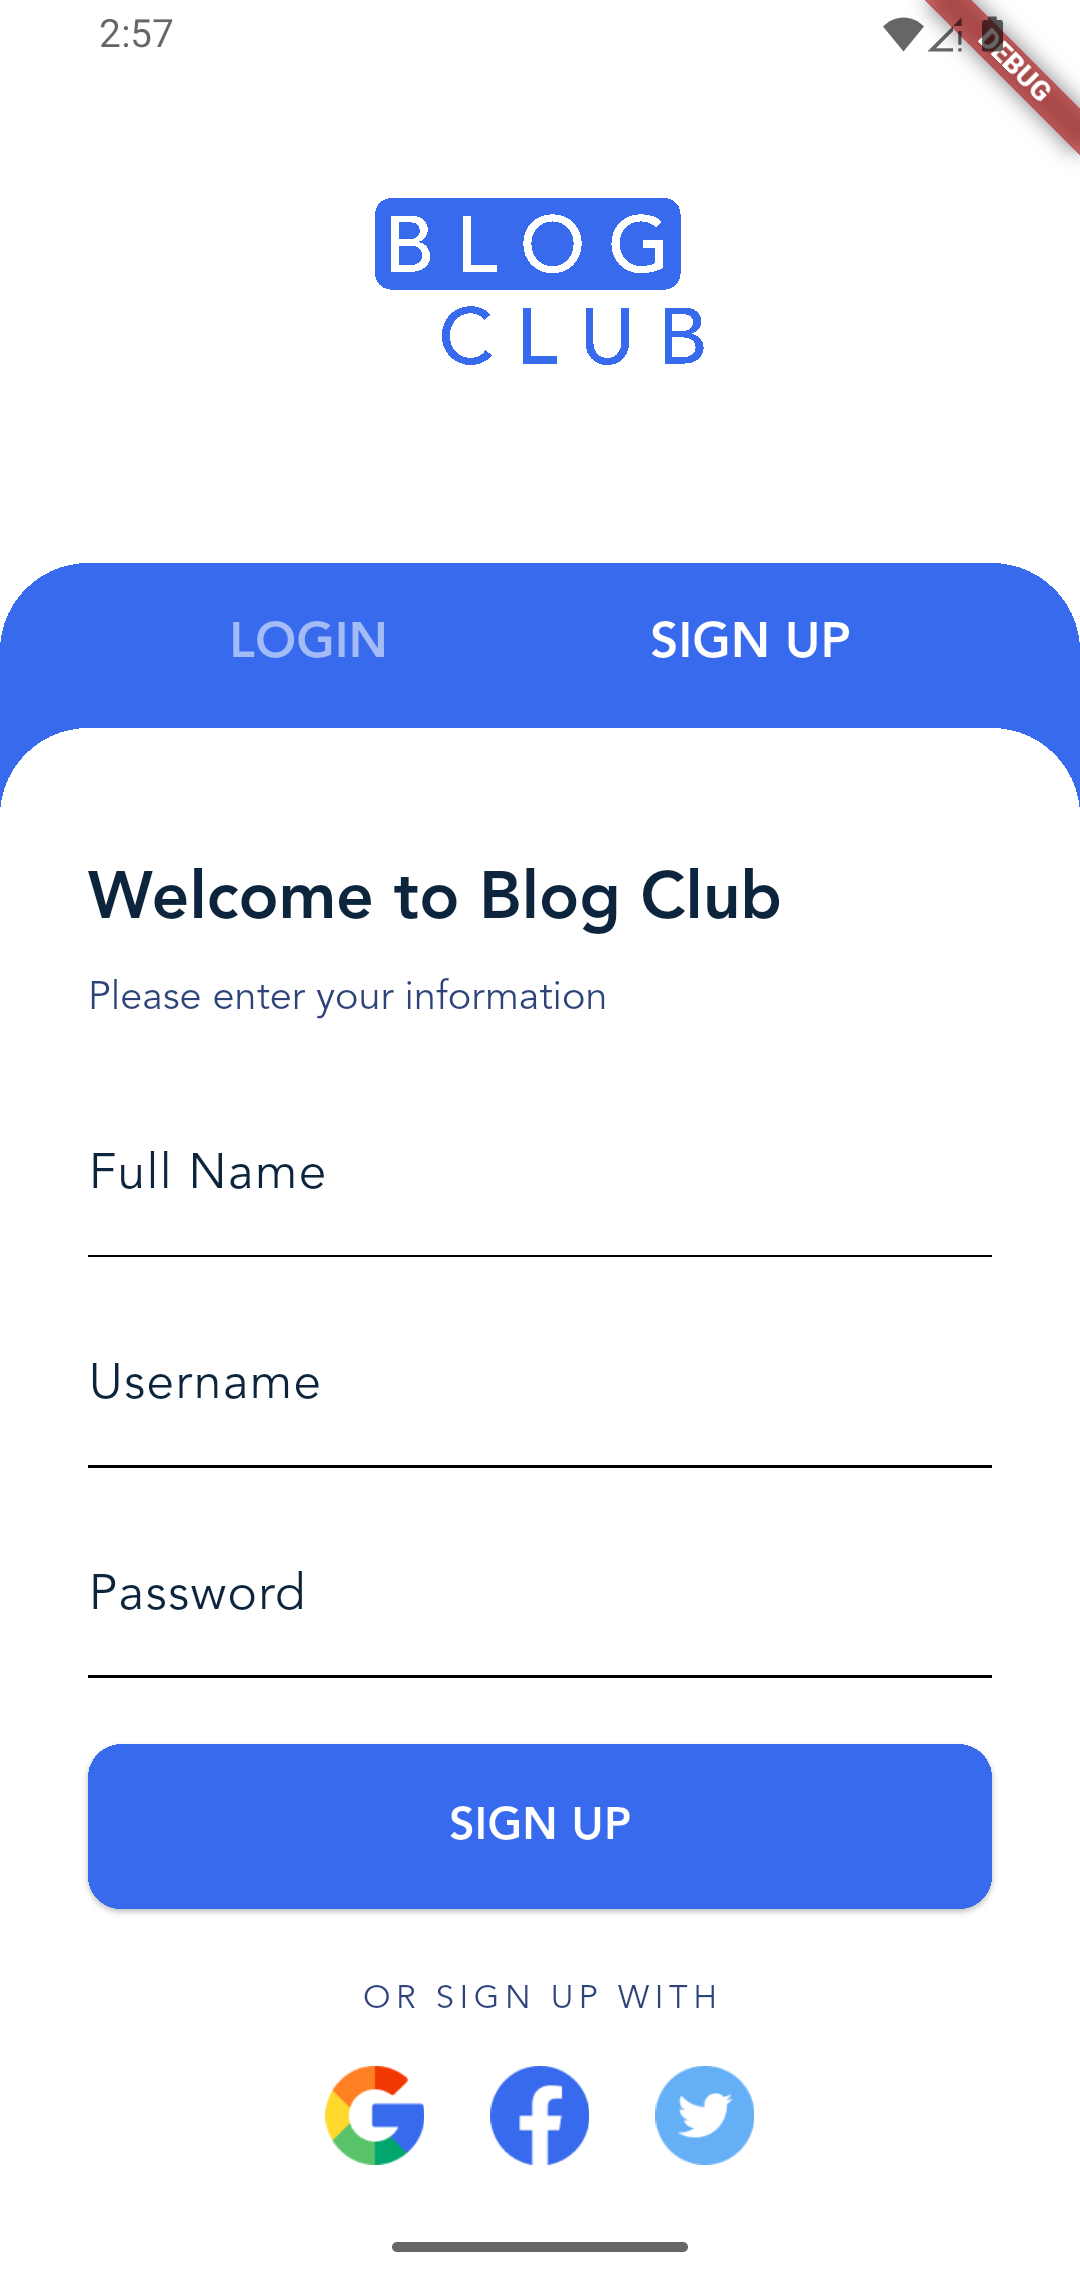 2:57
DEBUG
BLOG
CLUB
LOGIN SIGN UP
Welcome to Blog Club
Please enter your information
Full Name
Username
Password
SIGN UP
OR SIGN UP WITH